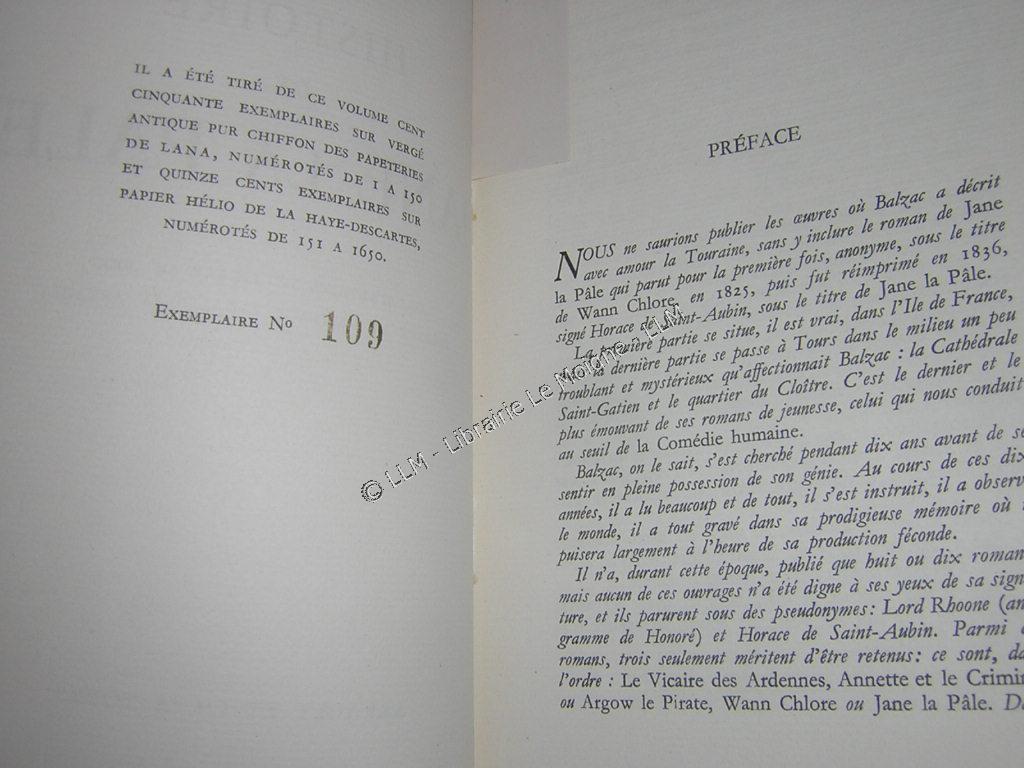 IL A ÉTÉ TIRÉ DE CE VOLUME CENT
CINQUANTE EXEMPLAIRES SUR VERGÉ
ANTIQUE PUR CHIFFON DES PAPETERIES
DE LANA, NUMÉROTÉS DE 1 A 150
ET QUINZE CENTS EXEMPLAIRES SUR
PAPIER HÉLIO DE LA HAYE-DESCARTES,
NUMÉROTÉS DE 151 A 1650.
EXEMPLAIRE No 109
PRÉFACE
NOUS ne saurions publier les œuvres où Balzac a décrit
avec amour la Touraine, sans y inclure le roman de Jane
la Pâle qui parut pour la première fois, anonyme, sous le titre
de Wann Chlore, en 1825, puis fut réimprimé en 1836,
signé Horace de Saint-Aubin, sous le titre de Jane la Pâle.
La première partie se situe, il est vrai, dans l'Ile de France,
la dernière partie se passe à Tours dans le milieu un peu
troublant et mystérieux qu'affectionnait Balzac : la Cathédrale
Saint-Gatien et le quartier du Cloître. C'est le dernier et le
plus émouvant de ses romans de jeunesse, celui qui nous conduit
au seuil de la Comédie humaine.
Balzac, on le sait, s'est cherché pendant dix ans avant de se
sentir en pleine possession de son génie. Au cours de ces dix
années, il a lu beaucoup et de tout, il s'est instruit, il a observé
le monde, il a tout gravé dans sa prodigieuse mémoire où
puisera largement à l'heure de sa production féconde.
Il n'a, durant cette époque, publié que huit ou dix roman
mais aucun de ces ouvrages n'a été digne à ses yeux de sa signa
ture, et ils parurent sous des pseudonymes : Lord Rhoone (an
gramme de Honoré) et Horace de Saint-Aubin. Parmi
romans, trois seulement méritent d'être retenus : ce sont, da
l'ordre : Le Vicaire des Ardennes, Annette et le Crimin
ou Argow le Pirate, Wann Chlore ou Jane la Pâle. D
© LLM - Librairie Le Molone - LLM